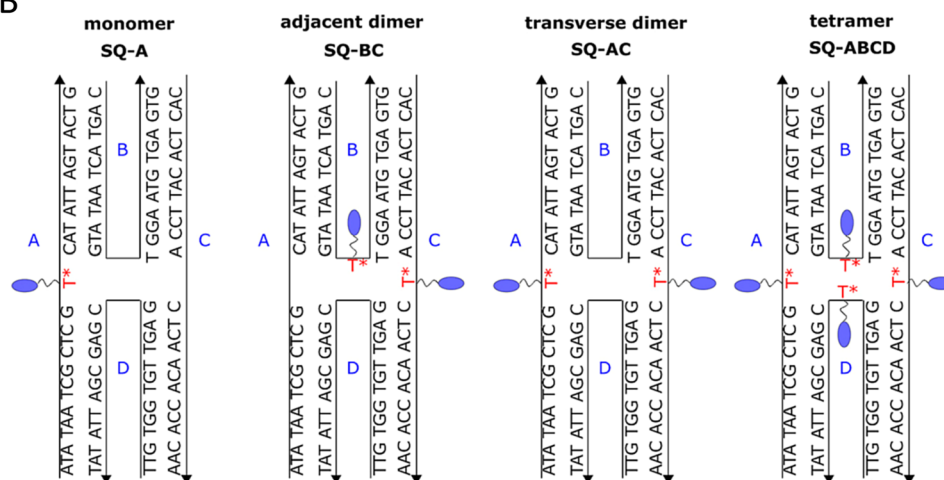 monomer
SQ-A
CAT ATT AGT ACT G
GTA TAA TCA TGA C
B
T GGA ATG TGA GTG
A CCT TAC ACT CAC
A
C
T*
ATA TAA TCG CTC G
TAT ATT AGC GAG C
D
TTG TGG TGT TGA G
AAC ACC ACA ACT C
adjacent dimer
SQ-BC
CAT ATT AGT ACT G
GTA TAA TCA TGA C
B
T GGA ATG TGA GTG
A CCT TAC ACT CAC
A
C
T*
T*
ATA TAA TCG CTC G
TAT ATT AGC GAG C
D
TTG TGG TGT TGA G
AAC ACC ACA ACT C
transverse dimer
SQ-AC
CAT ATT AGT ACT G
GTA TAA TCA TGA C
B
T GGA ATG TGA GTG
A CCT TAC ACT CAC
A
C
T*
T*
ATA TAA TCG CTC G
TAT ATT AGC GAG C
D
TTG TGG TGT TGA G
AAC ACC ACA ACT C
tetramer
SQ-ABCD
CAT ATT AGT ACT G
GTA TAA TCA TGA C
B
T GGA ATG TGA GTG
A CCT TAC ACT CAC
A
C
T*
T*
T*
T*
ATA TAA TCG CTC G
TAT ATT AGC GAG C
D
TTG TGG TGT TGA G
AAC ACC ACA ACT C